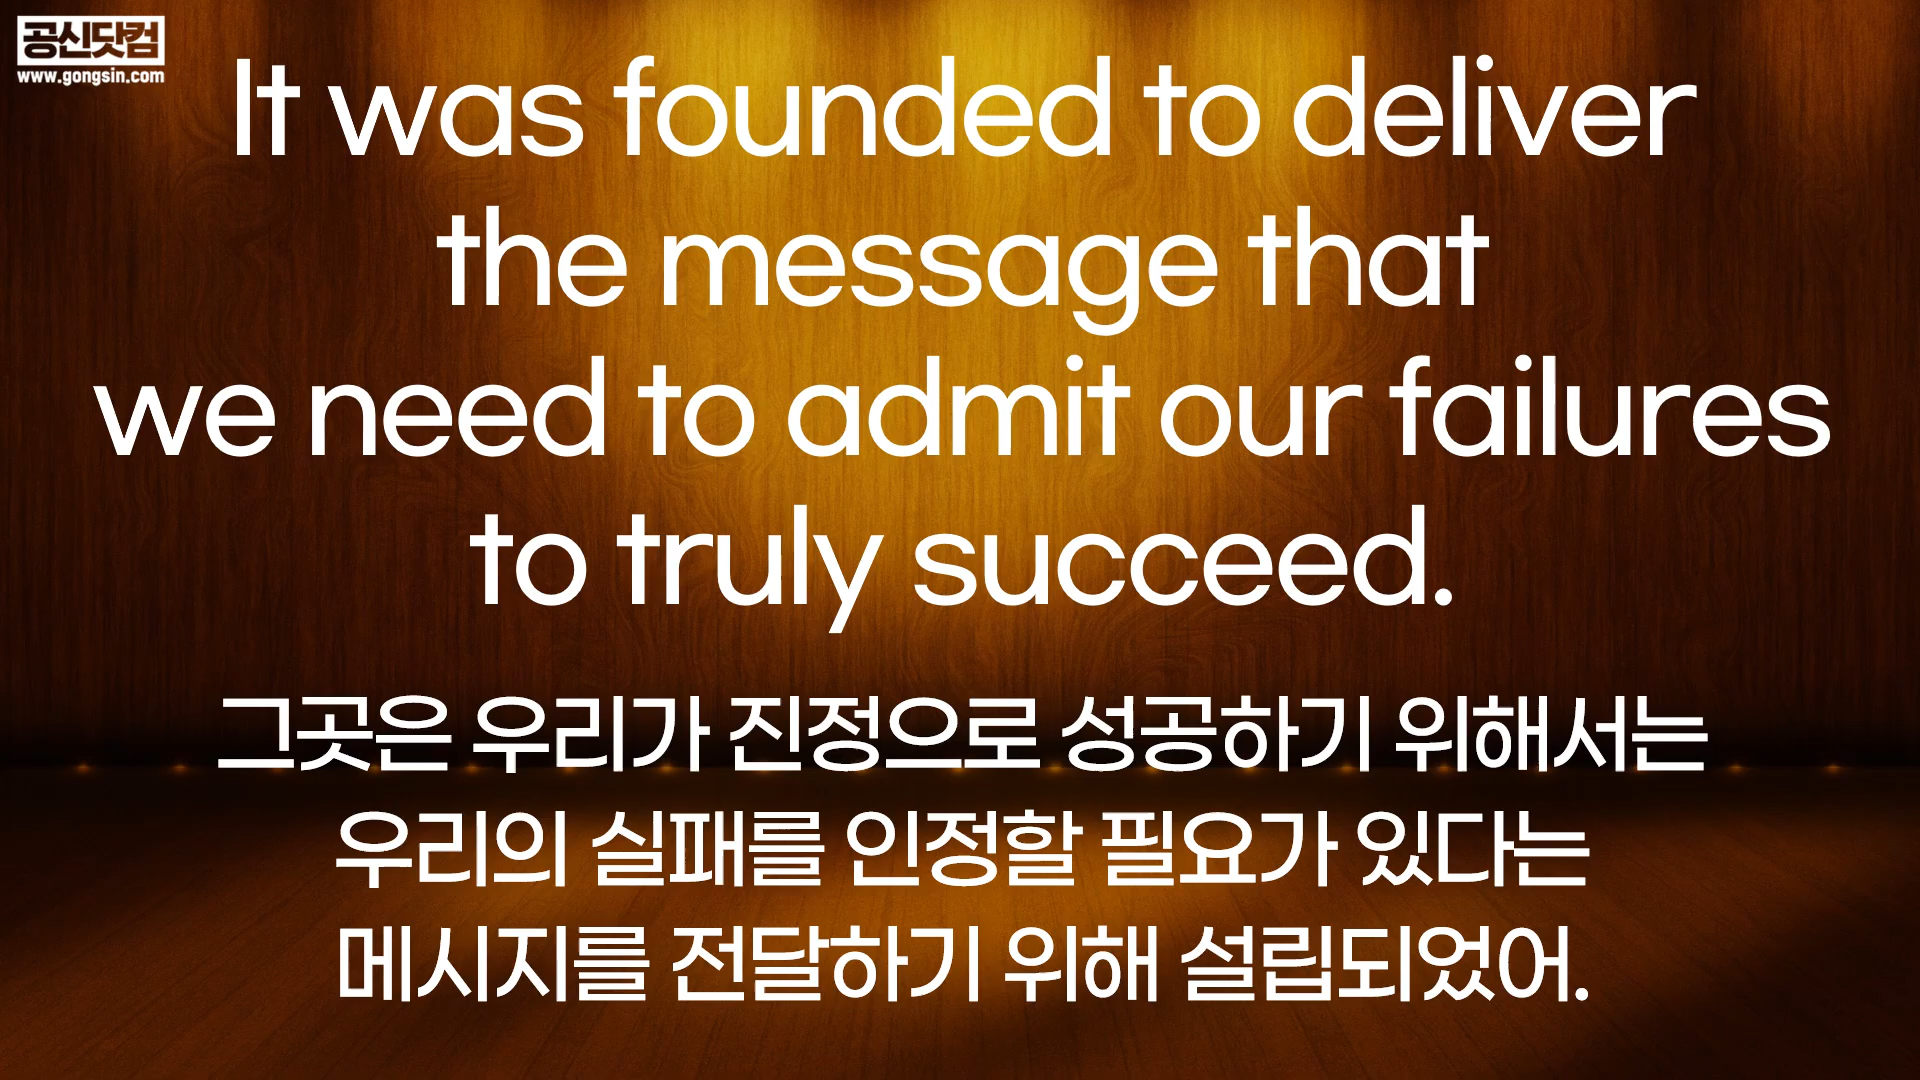 공신닷컴
www.gongsin.com
It was founded to deliver
the message that
we need to admit our failures
to truly succeed.
그곳은 우리가 진정으로 성공하기 위해서는
우리의 실패를 인정할 필요가 있다는
메시지를 전달하기 위해 설립되었어.